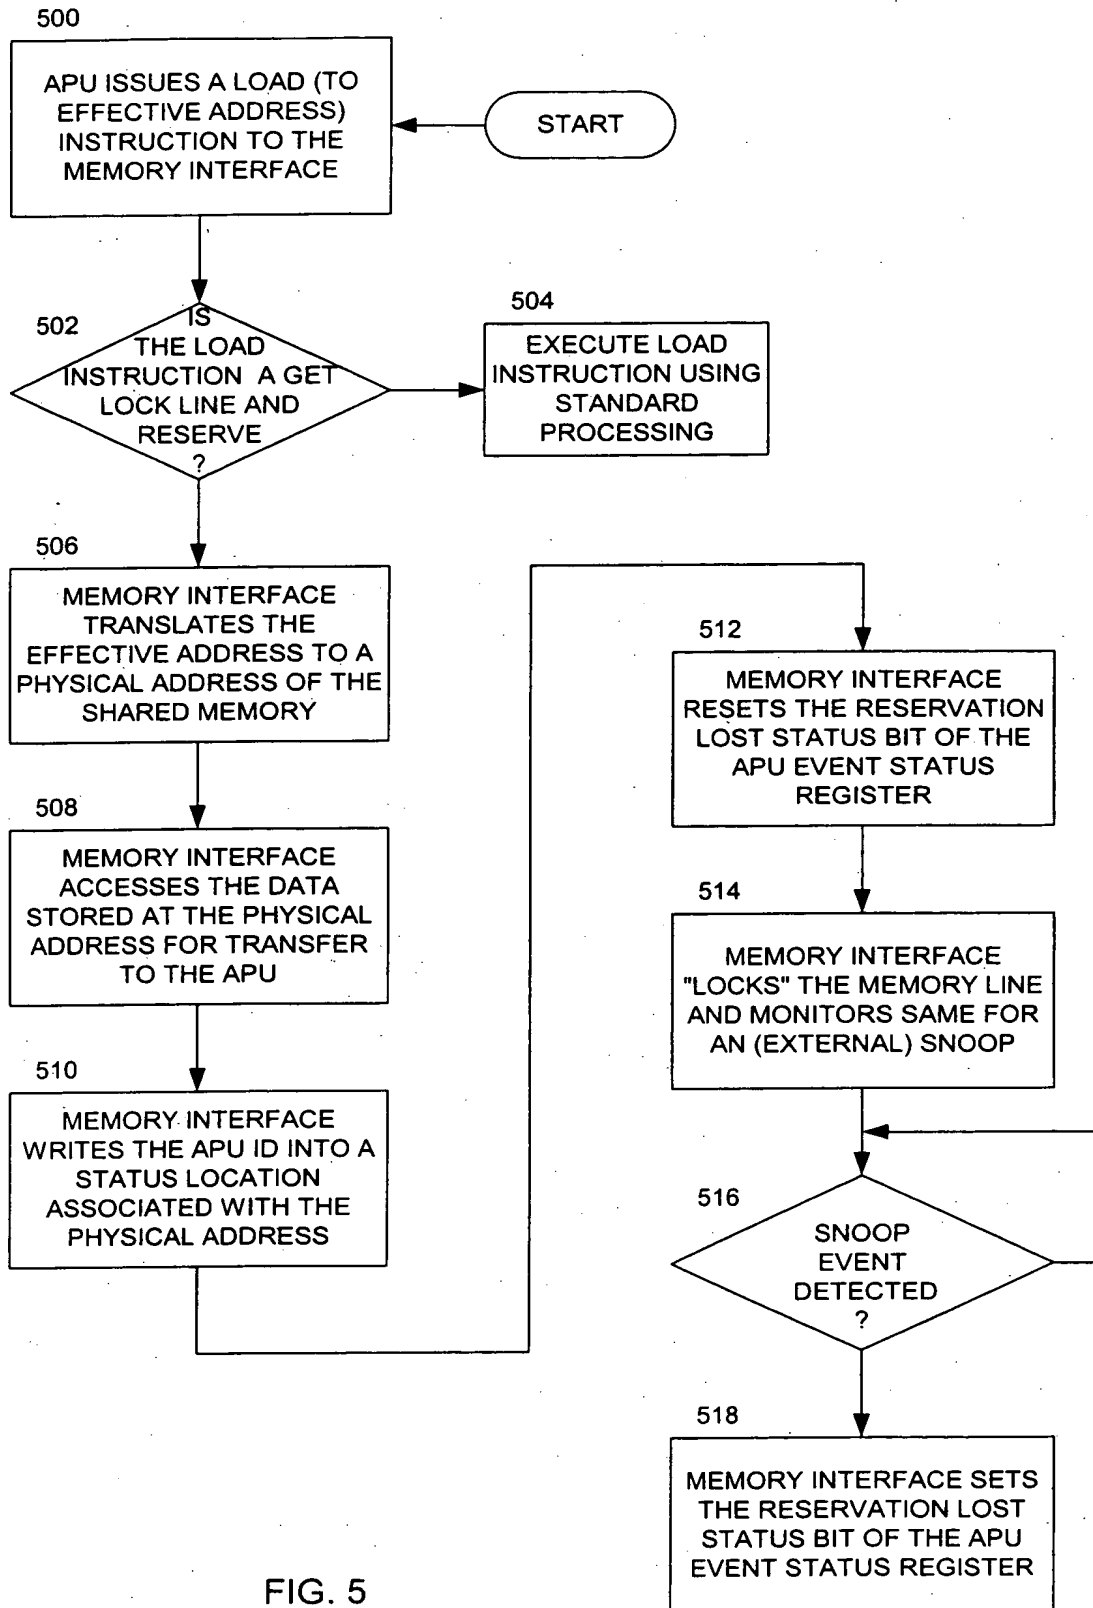 500
APU ISSUES A LOAD (TO
EFFECTIVE ADDRESS)
INSTRUCTION TO THE
MEMORY INTERFACE
START
502
IS
THE LOAD
INSTRUCTION A GET
LOCK LINE AND
RESERVE
?
504
EXECUTE LOAD
INSTRUCTION USING
STANDARD
PROCESSING
506
MEMORY INTERFACE
TRANSLATES THE
EFFECTIVE ADDRESS TO A
PHYSICAL ADDRESS OF THE
SHARED MEMORY
508
MEMORY INTERFACE
ACCESSES THE DATA
STORED AT THE PHYSICAL
ADDRESS FOR TRANSFER
TO THE APU
510
MEMORY INTERFACE
WRITES THE APU ID INTO A
STATUS LOCATION
ASSOCIATED WITH THE
PHYSICAL ADDRESS
512
MEMORY INTERFACE
RESETS THE RESERVATION
LOST STATUS BIT OF THE
APU EVENT STATUS
REGISTER
514
MEMORY INTERFACE
"LOCKS" THE MEMORY LINE
AND MONITORS SAME FOR
AN (EXTERNAL) SNOOP
516
SNOOP
EVENT
DETECTED
?
518
MEMORY INTERFACE SETS
THE RESERVATION LOST
STATUS BIT OF THE APU
EVENT STATUS REGISTER
FIG. 5